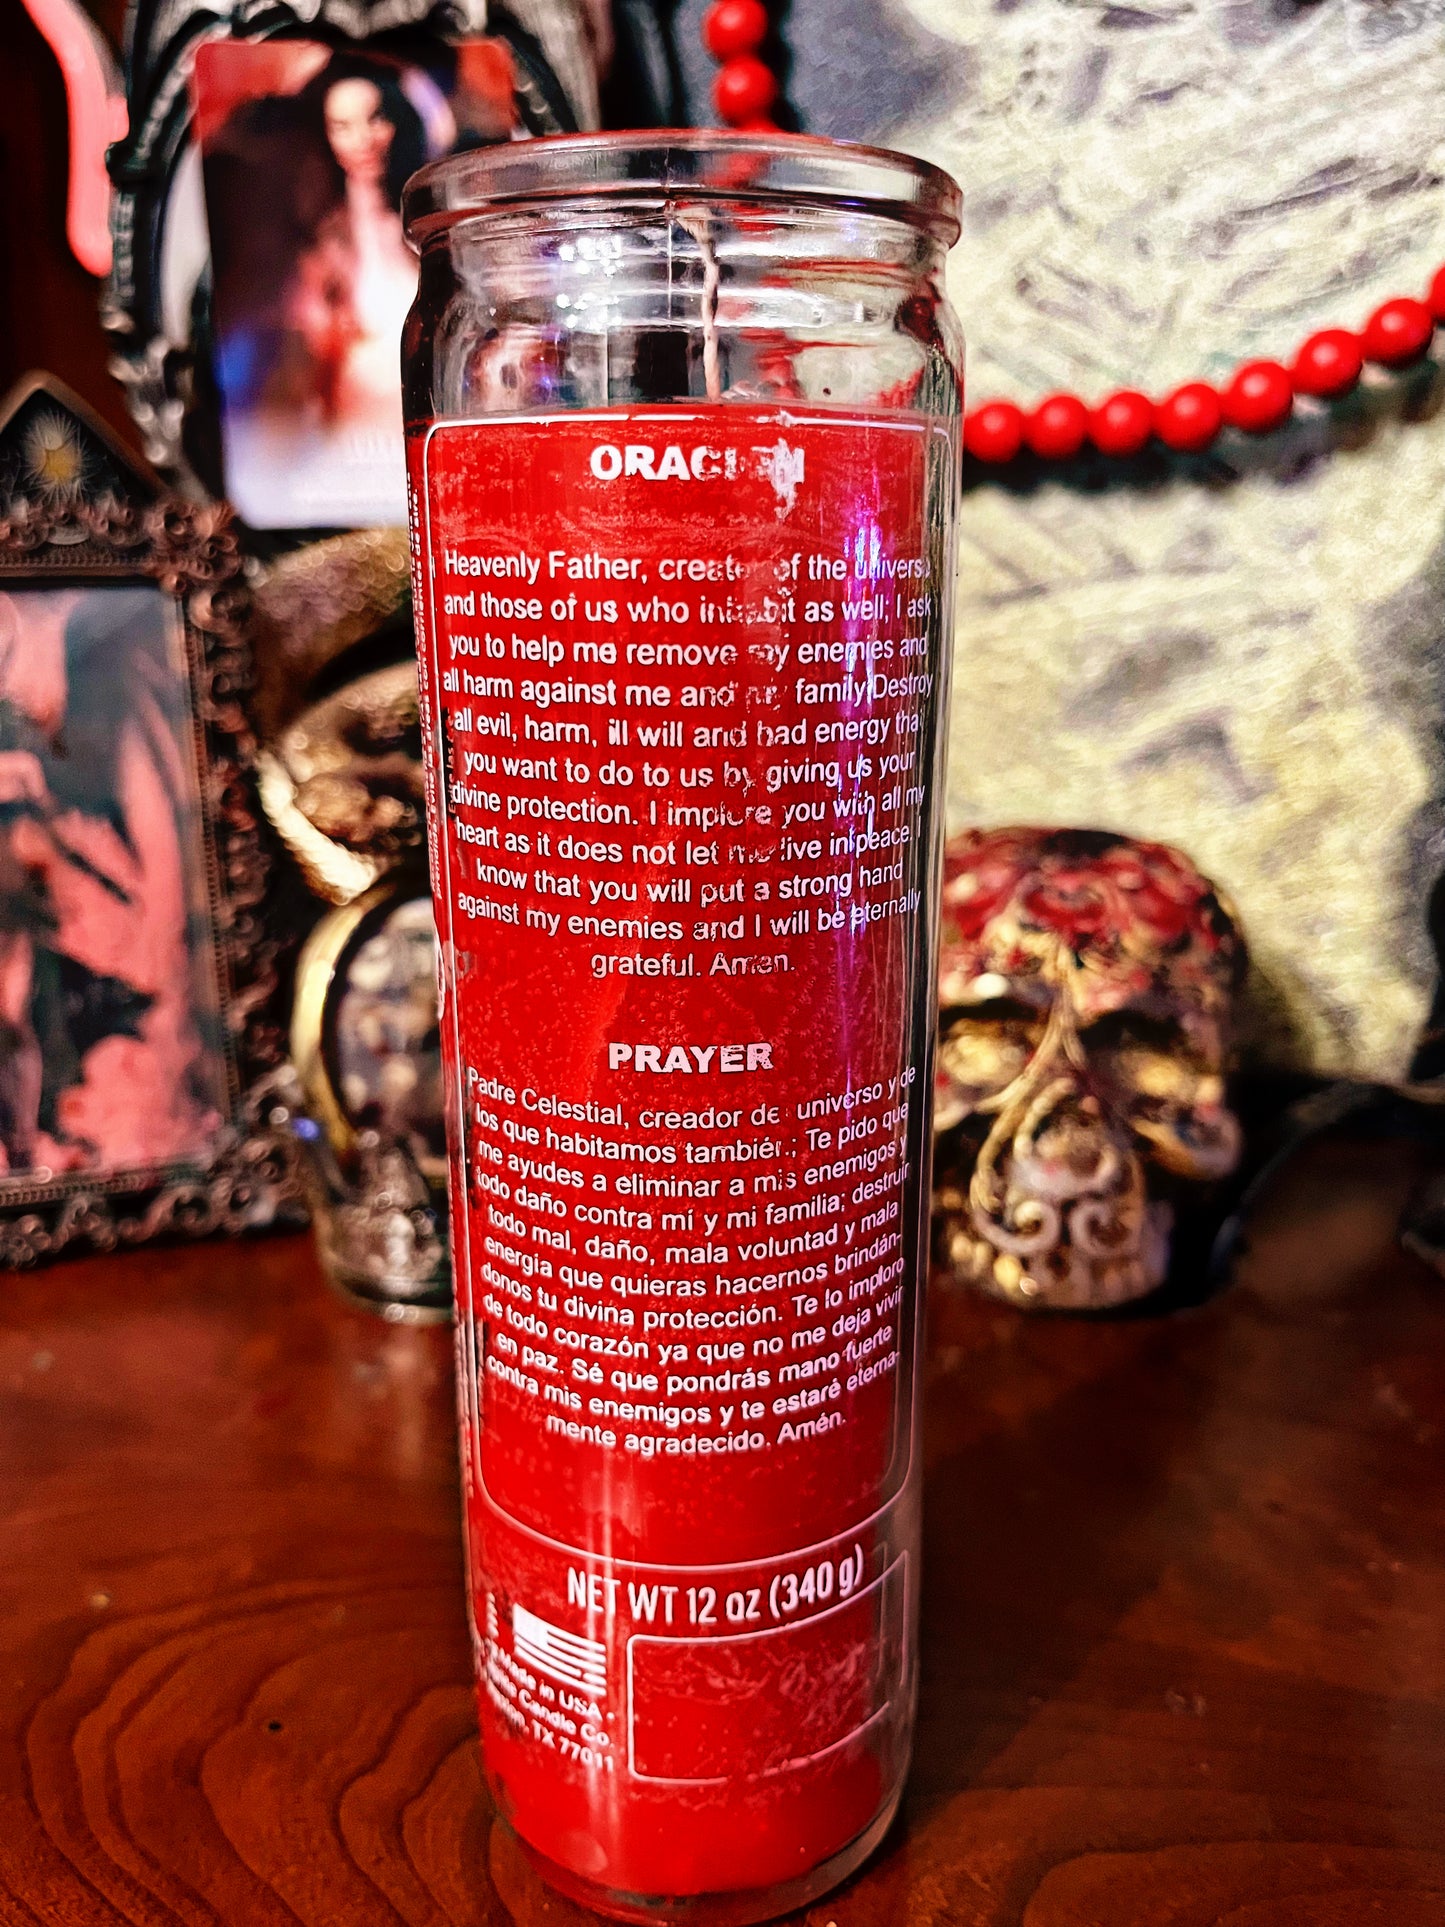 ORACION
Heavenly Father, creator of the universe
and those of us who inhabit as well; I ask
you to help me remove my enemies and
all harm against me and my family; Destroy
all evil, harm, ill will and bad energy that
you want to do to us by giving us your
divine protection. I implore you with all my
heart as it does not let me live in peace. I
know that you will put a strong hand
against my enemies and I will be eternally
grateful. Amen.
PRAYER
Padre Celestial, creador de universo y de
los que habitamos también; Te pido que
me ayudes a eliminar a mis enemigos y
todo daño contra mí y mi familia; destruir
todo mal, daño, mala voluntad y mala
energía que quieras hacernos brindán-
donos tu divina protección. Te lo imploro
de todo corazón ya que no me deja vivir
en paz. Sé que pondrás mano fuerte
contra mis enemigos y te estaré eterna-
mente agradecido. Amén.
NET WT 12 oz (340 g)
Made in USA
Candle Co.
TX 77011